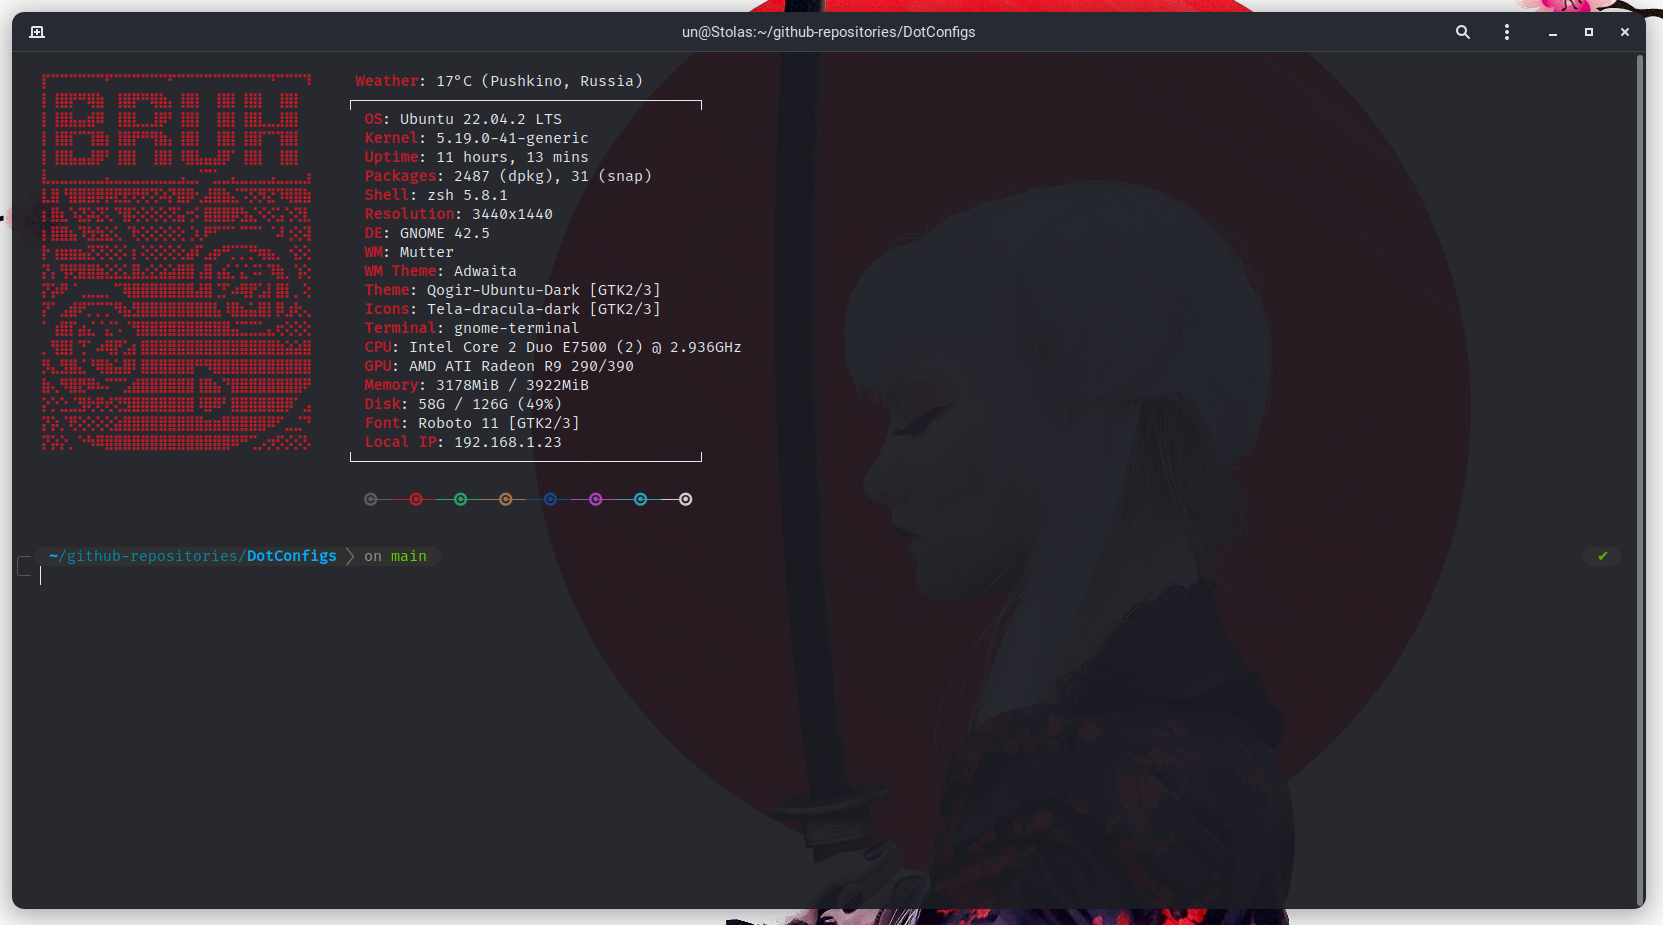 un@Stolas:~/github-repositories/DotConfigs
BRUH
Weather: 17°C (Pushkino, Russia)
OS: Ubuntu 22.04.2 LTS
Kernel: 5.19.0-41-generic
Uptime: 11 hours, 13 mins
Packages: 2487 (dpkg), 31 (snap)
Shell: zsh 5.8.1
Resolution: 3440x1440
DE: GNOME 42.5
WM: Mutter
WM Theme: Adwaita
Theme: Qogir-Ubuntu-Dark [GTK2/3]
Icons: Tela-dracula-dark [GTK2/3]
Terminal: gnome-terminal
CPU: Intel Core 2 Duo E7500 (2) @ 2.936GHz
GPU: AMD ATI Radeon R9 290/390
Memory: 3178MiB / 3922MiB
Disk: 58G / 126G (49%)
Font: Roboto 11 [GTK2/3]
Local IP: 192.168.1.23
~/github-repositories/DotConfigs on main ✔